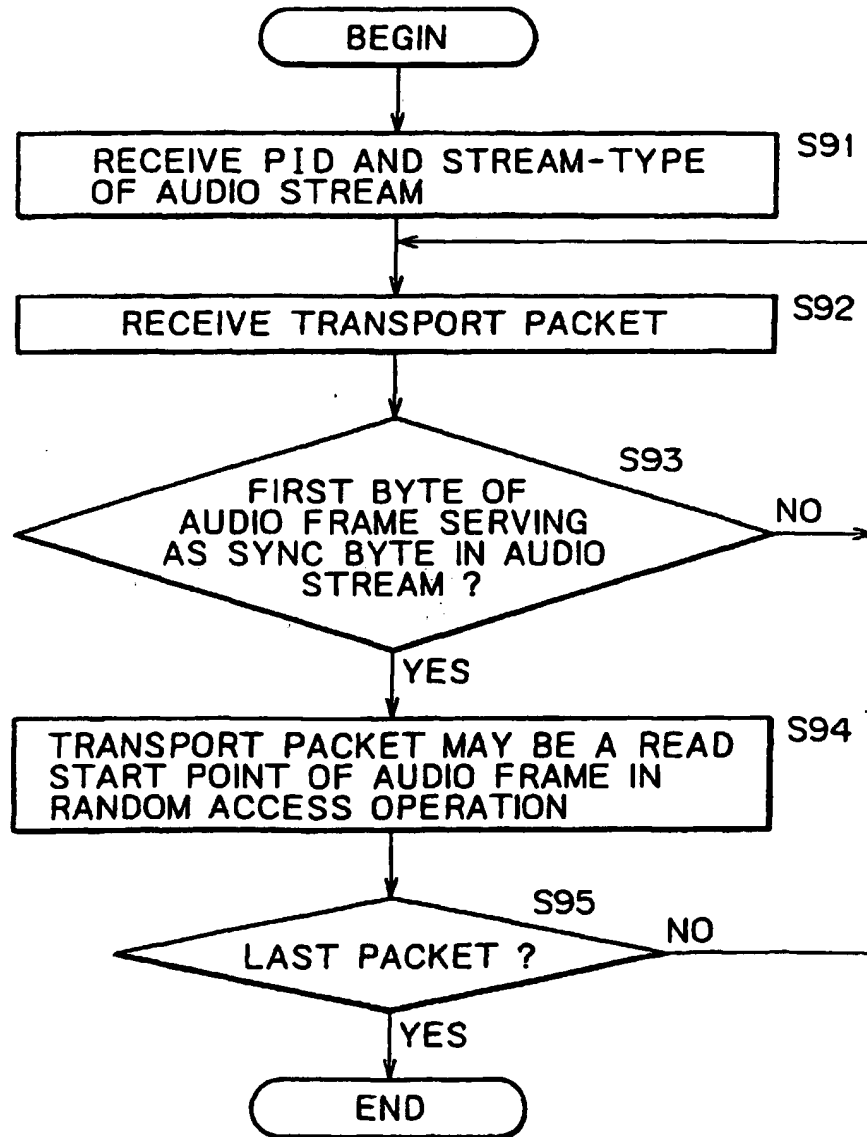 BEGIN
S91
RECEIVE PID AND STREAM-TYPE
OF AUDIO STREAM
S92
RECEIVE TRANSPORT PACKET
S93
FIRST BYTE OF
AUDIO FRAME SERVING
AS SYNC BYTE IN AUDIO
STREAM ?
NO
YES
S94
TRANSPORT PACKET MAY BE A READ
START POINT OF AUDIO FRAME IN
RANDOM ACCESS OPERATION
S95
LAST PACKET ?
NO
YES
END